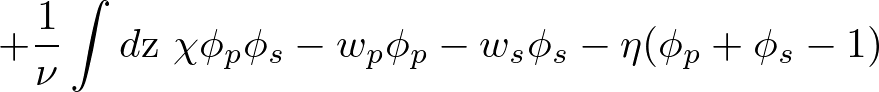 +\frac{1}{\nu} \int dz \chi\phi_p\phi_s - w_p\phi_p - w_s\phi_s - \eta(\phi_p + \phi_s - 1)